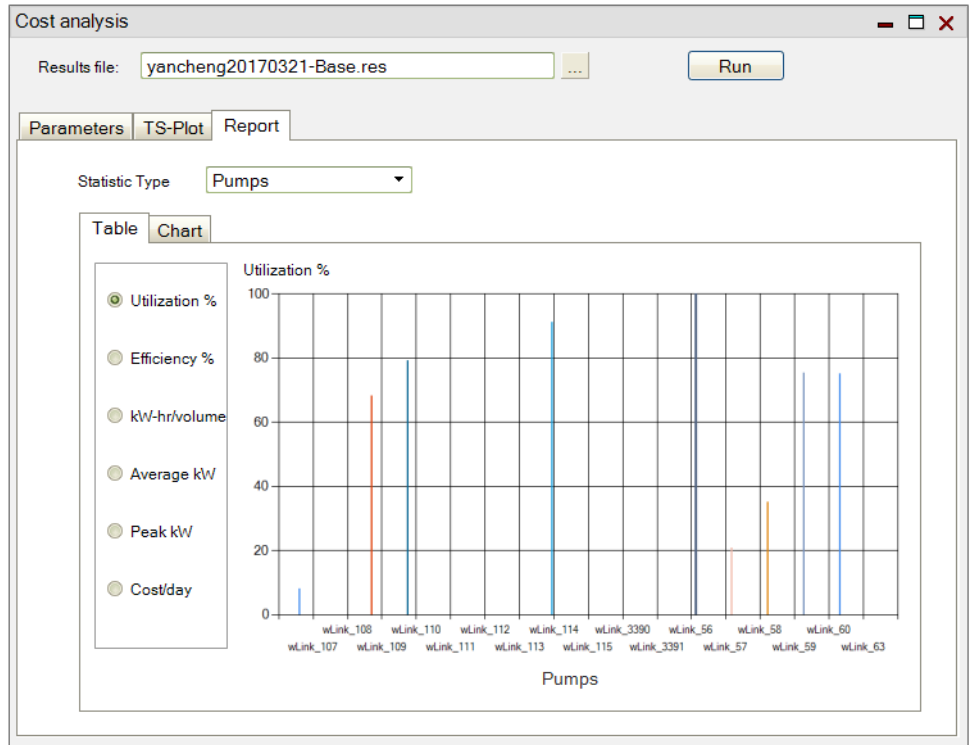 Cost analysis
Results file: yancheng20170321-Base.res ... Run
Parameters TS-Plot Report
Statistic Type Pumps
Table Chart
Utilization %
Efficiency %
kW-hr/volume
Average kW
Peak kW
Cost/day
Utilization %
100
80
60
40
20
0
wLink_108 wLink_110 wLink_112 wLink_114 wLink_3390 wLink_56 wLink_58 wLink_60
wLink_107 wLink_109 wLink_111 wLink_113 wLink_115 wLink_3391 wLink_57 wLink_59 wLink_63
Pumps